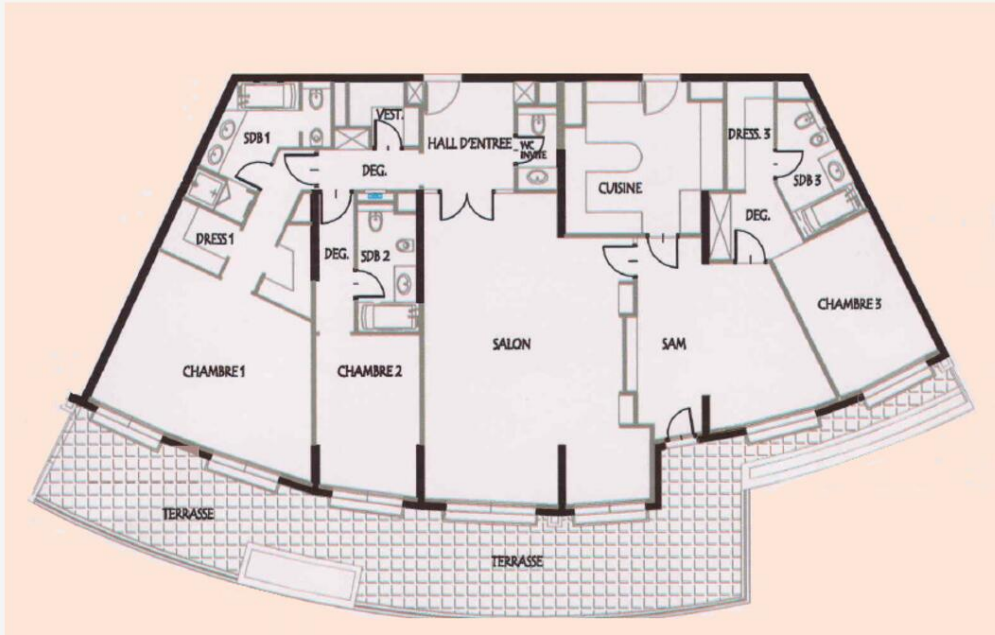 VEST.
SDB 1
HALL D'ENTREE
WC
INVITE
DRESS. 3
DEG.
CUISINE
SDB 3
DRESS 1
DEG.
SDB 2
DEG.
CHAMBRE 3
SALON
SAM
CHAMBRE 1
CHAMBRE 2
TERRASSE
TERRASSE